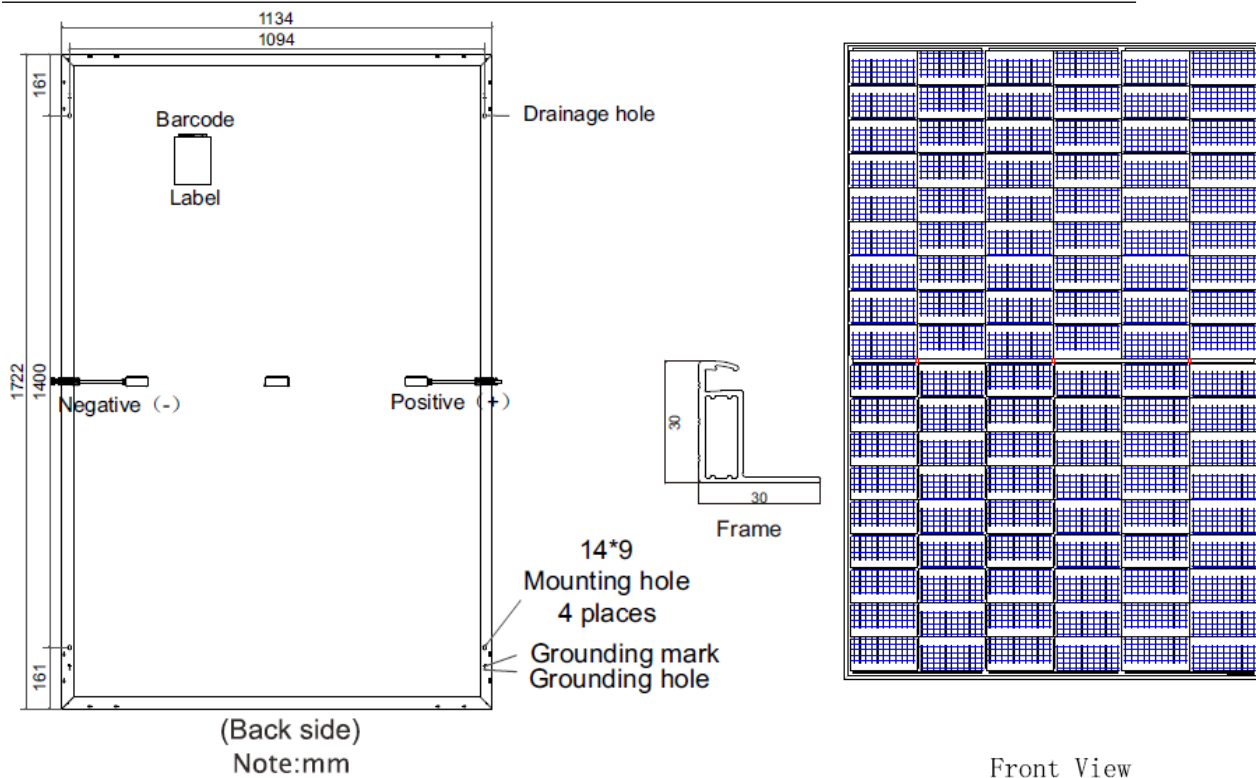 1134
1094
161
Barcode
Label
Drainage hole
1722
1400
Negative（-）
Positive（+）
30
30
Frame
14*9
Mounting hole
4 places
Grounding mark
Grounding hole
161
(Back side)
Note:mm
Front View